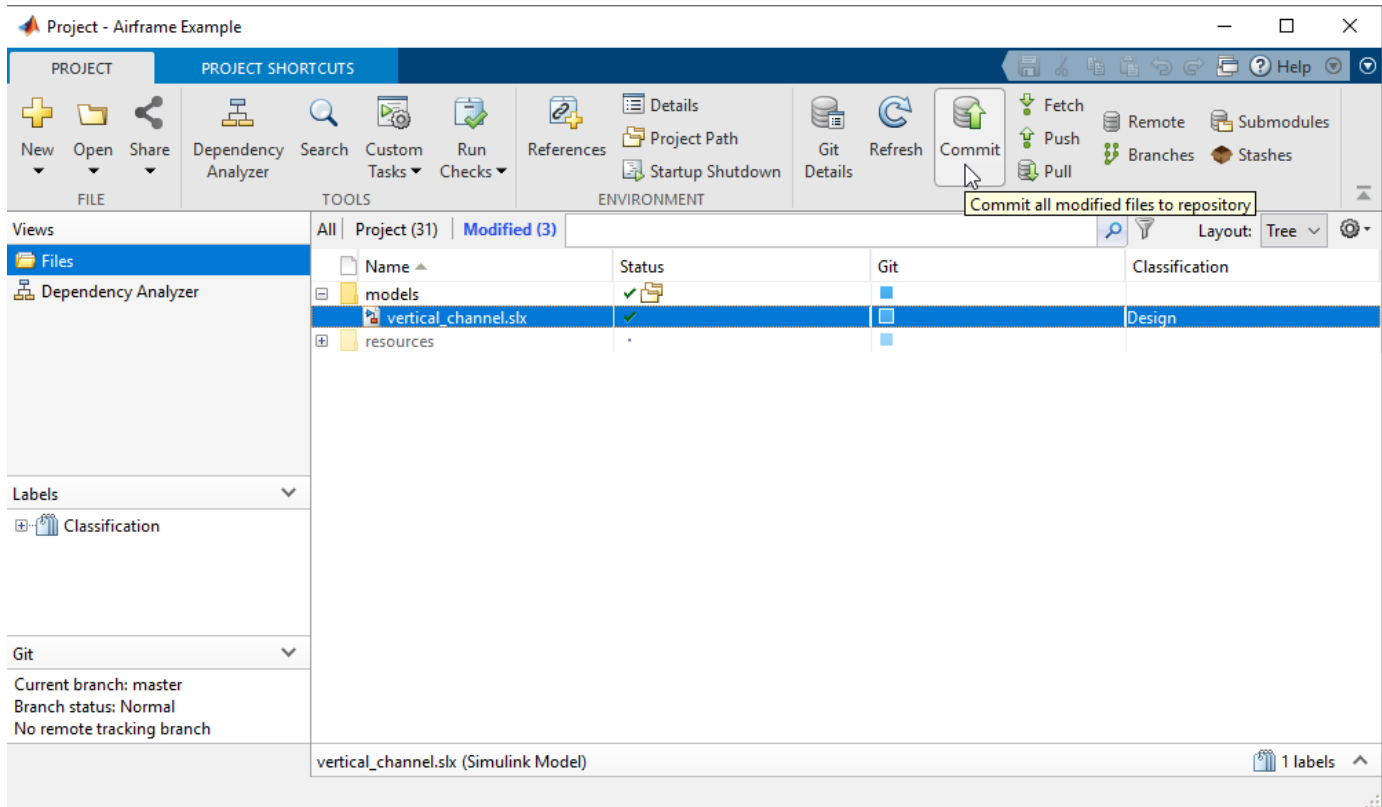 Project - Airframe Example
PROJECT PROJECT SHORTCUTS Help
New Open Share Dependency Analyzer Search Custom Tasks Run Checks References Details Project Path Startup Shutdown Git Details Refresh Commit Fetch Push Pull Remote Branches Submodules Stashes
FILE TOOLS ENVIRONMENT
Commit all modified files to repository
Views All Project (31) Modified (3) Layout: Tree
Files Name Status Git Classification
Dependency Analyzer models
vertical_channel.slx Design
resources
Labels
Classification
Git
Current branch: master
Branch status: Normal
No remote tracking branch
vertical_channel.slx (Simulink Model) 1 labels